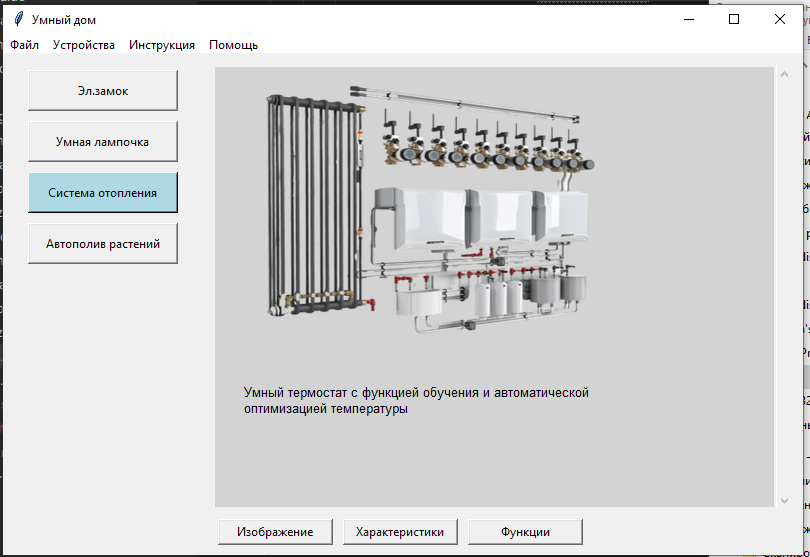 Умный дом
Файл Устройства Инструкция Помощь
Эл.замок
Умная лампочка
Система отопления
Автополив растений
Умный термостат с функцией обучения и автоматической
оптимизацией температуры
Изображение Характеристики Функции